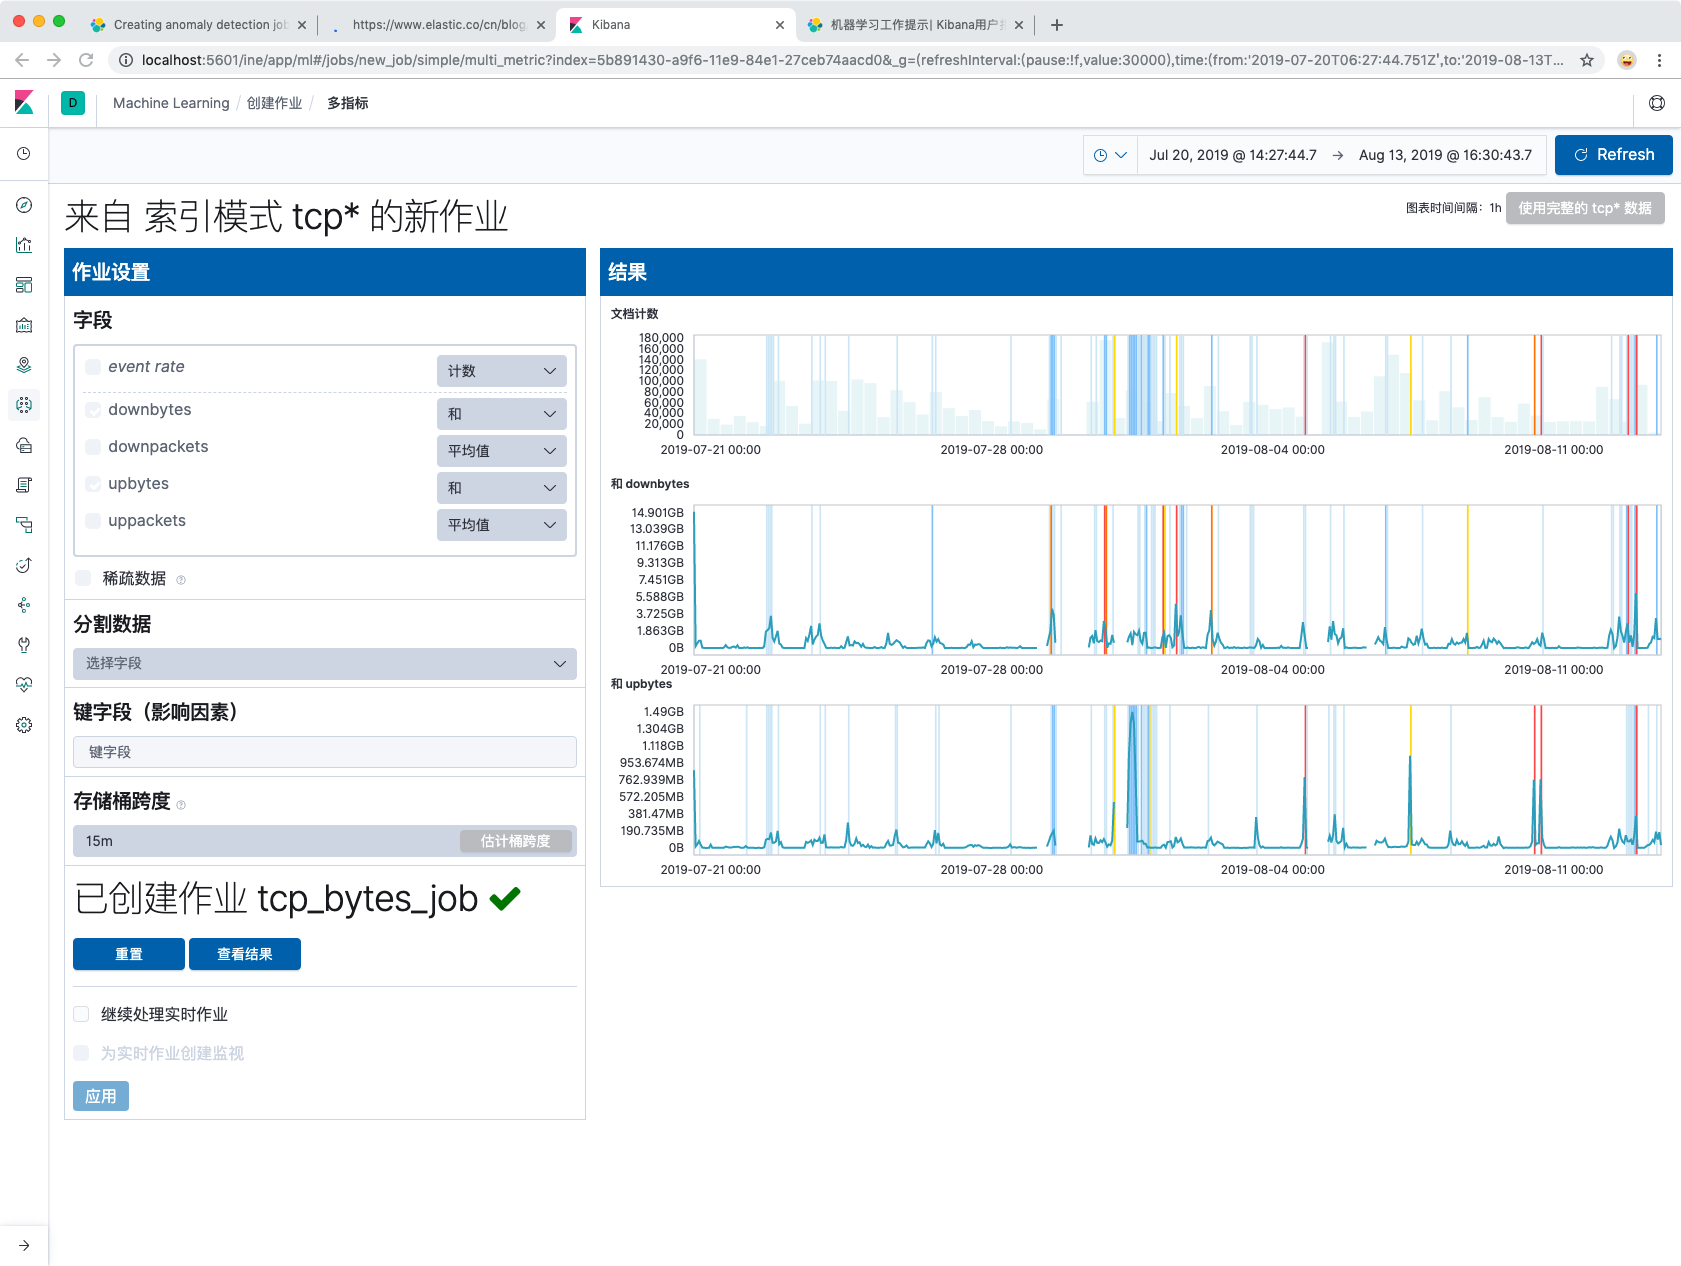 Creating anomaly detection job
https://www.elastic.co/cn/blog
Kibana
机器学习工作提示| Kibana用户
localhost:5601/ine/app/ml#/jobs/new_job/simple/multi_metric?index=5b891430-a9f6-11e9-84e1-27ceb74aacd0&_g=(refreshInterval:(pause:!f,value:30000),time:(from:'2019-07-20T06:27:44.751Z',to:'2019-08-13T...
D
Machine Learning / 创建作业 / 多指标
Jul 20, 2019 @ 14:27:44.7 → Aug 13, 2019 @ 16:30:43.7
Refresh
来自 索引模式 tcp* 的新作业
图表时间间隔：1h
使用完整的 tcp* 数据
作业设置
字段
event rate
计数
downbytes
和
downpackets
平均值
upbytes
和
uppackets
平均值
稀疏数据
分割数据
选择字段
键字段（影响因素）
键字段
存储桶跨度
15m
估计桶跨度
已创建作业 tcp_bytes_job
重置
查看结果
继续处理实时作业
为实时作业创建监视
应用
结果
文档计数
180,000
160,000
140,000
120,000
100,000
80,000
60,000
40,000
20,000
0
2019-07-21 00:00
2019-07-28 00:00
2019-08-04 00:00
2019-08-11 00:00
和 downbytes
14.901GB
13.039GB
11.176GB
9.313GB
7.451GB
5.588GB
3.725GB
1.863GB
0B
2019-07-21 00:00
2019-07-28 00:00
2019-08-04 00:00
2019-08-11 00:00
和 upbytes
1.49GB
1.304GB
1.118GB
953.674MB
762.939MB
572.205MB
381.47MB
190.735MB
0B
2019-07-21 00:00
2019-07-28 00:00
2019-08-04 00:00
2019-08-11 00:00